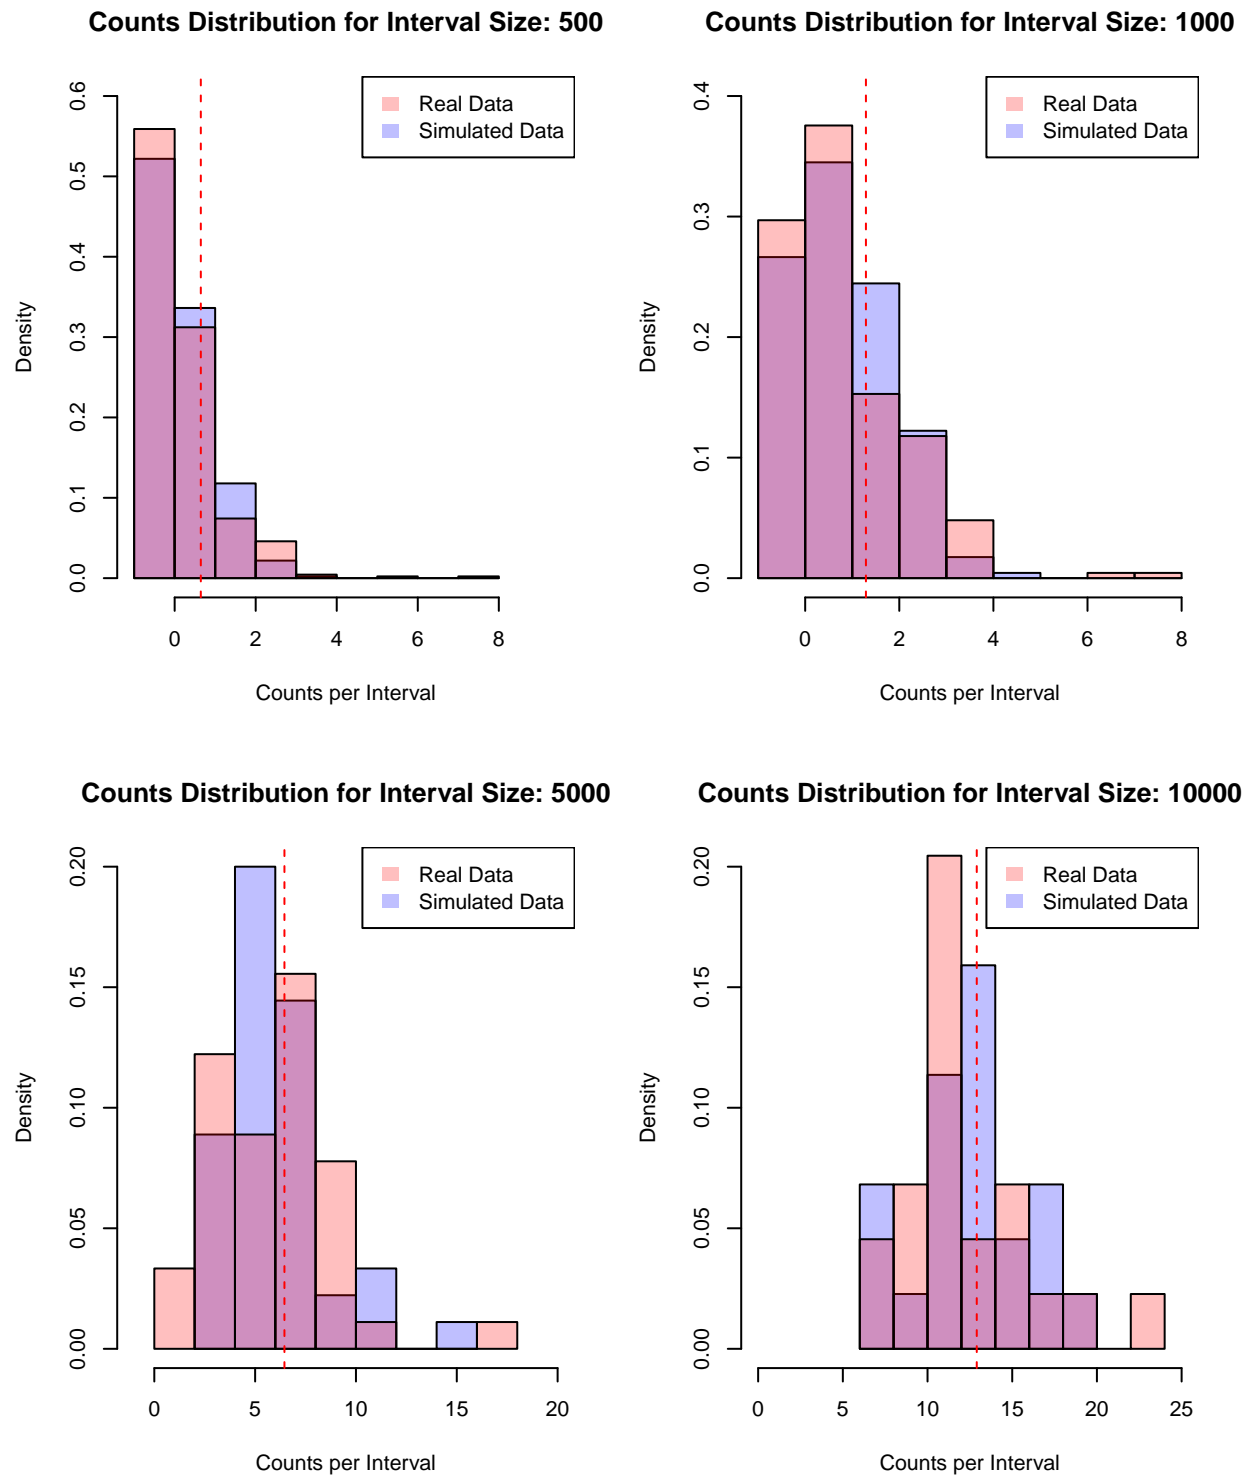 Counts Distribution for Interval Size: 500
Real Data
Simulated Data
0.0 0.1 0.2 0.3 0.4 0.5 0.6
Density
0 2 4 6 8
Counts per Interval
Counts Distribution for Interval Size: 1000
Real Data
Simulated Data
0.0 0.1 0.2 0.3 0.4
Density
0 2 4 6 8
Counts per Interval
Counts Distribution for Interval Size: 5000
Real Data
Simulated Data
0.00 0.05 0.10 0.15 0.20
Density
0 5 10 15 20
Counts per Interval
Counts Distribution for Interval Size: 10000
Real Data
Simulated Data
0.00 0.05 0.10 0.15 0.20
Density
0 5 10 15 20 25
Counts per Interval